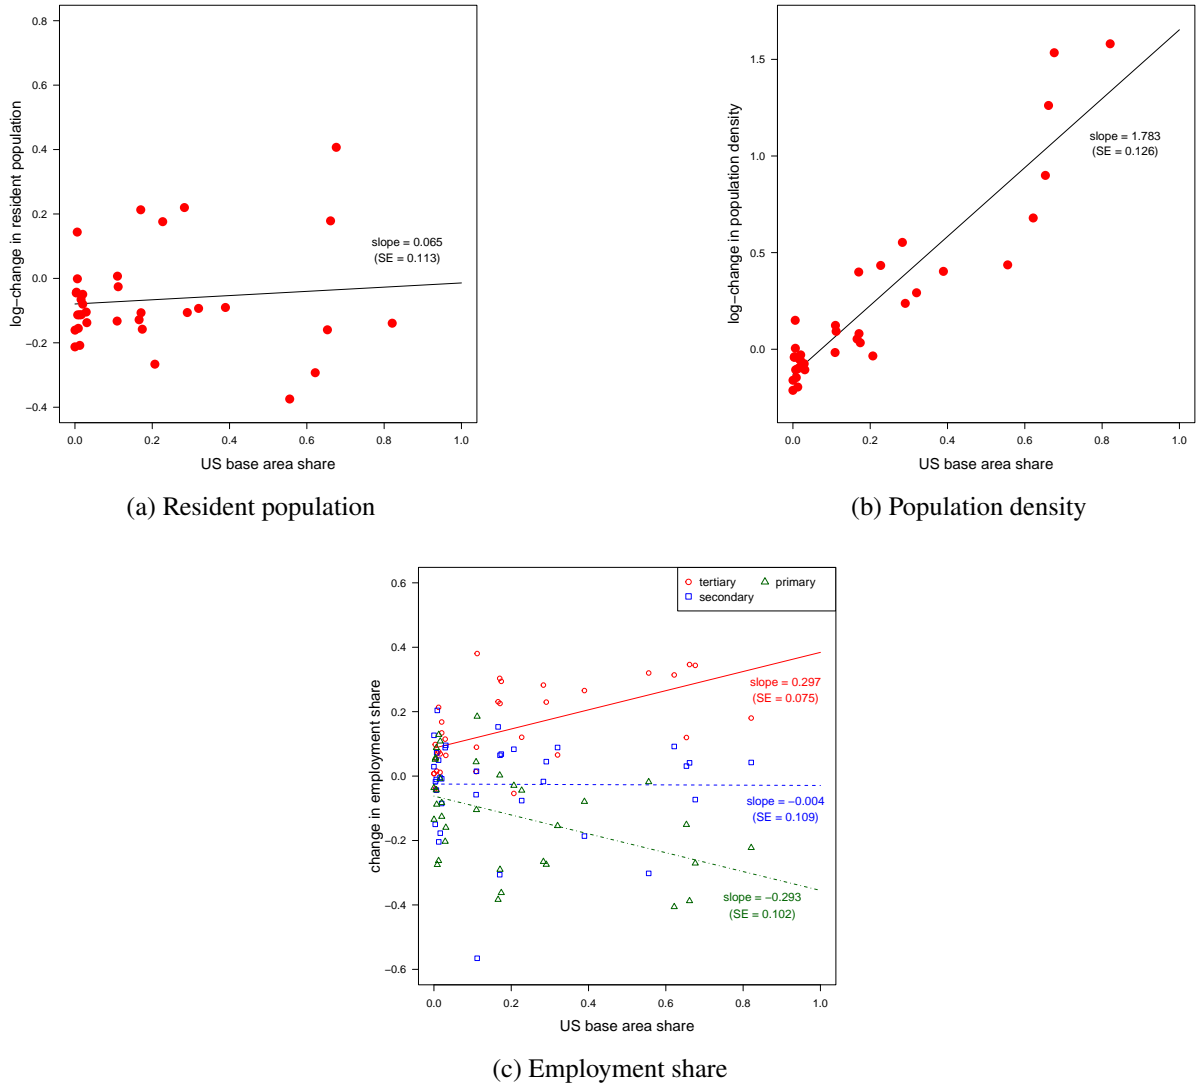 0.8
0.6
0.4
0.2
0.0
−0.2
−0.4
log−change in resident population
slope = 0.065
(SE = 0.113)
0.0 0.2 0.4 0.6 0.8 1.0
US base area share
(a) Resident population
1.5
1.0
0.5
0.0
log−change in population density
slope = 1.783
(SE = 0.126)
0.0 0.2 0.4 0.6 0.8 1.0
US base area share
(b) Population density
0.6
0.4
0.2
0.0
−0.2
−0.4
−0.6
change in employment share
tertiary primary
secondary
slope = 0.297
(SE = 0.075)
slope = −0.004
(SE = 0.109)
slope = −0.293
(SE = 0.102)
0.0 0.2 0.4 0.6 0.8 1.0
US base area share
(c) Employment share